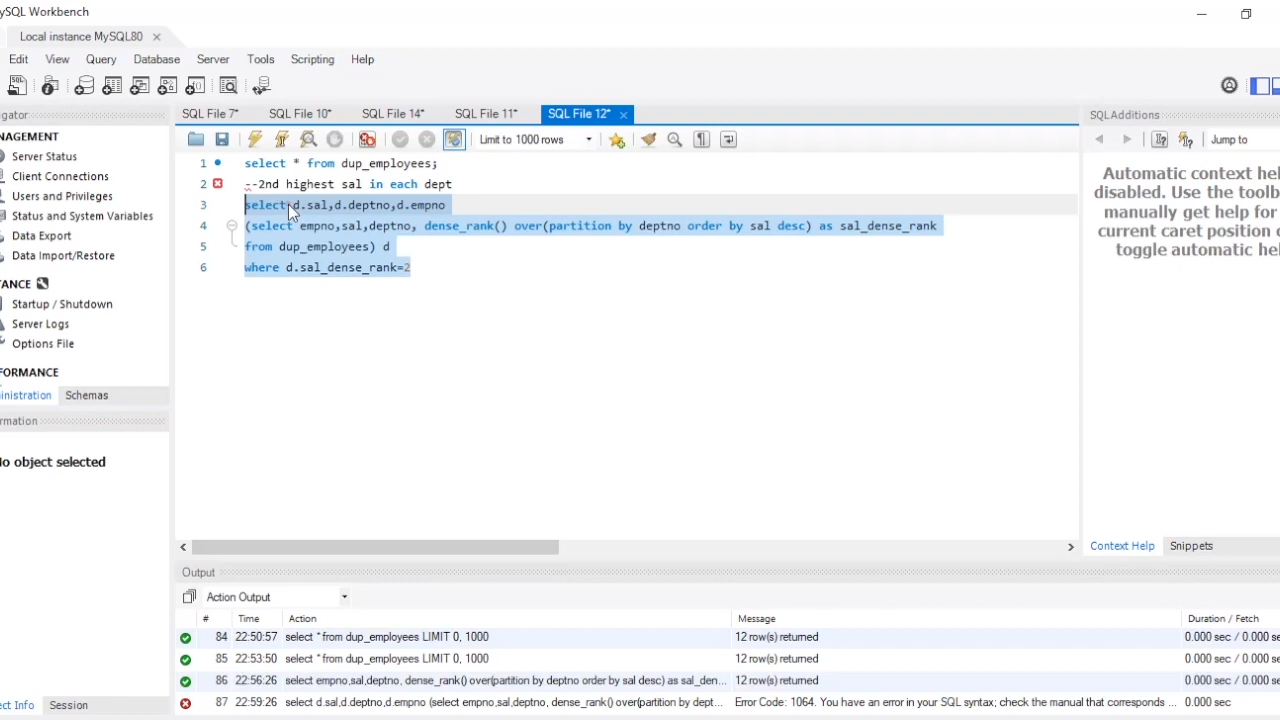 ySQL Workbench
Local instance MySQL80
Edit View Query Database Server Tools Scripting Help
gator
SQL File 7* SQL File 10* SQL File 14* SQL File 11* SQL File 12*
SQLAdditions
NAGEMENT
Server Status
Client Connections
Users and Privileges
Status and System Variables
Data Export
Data Import/Restore
TANCE
Startup / Shutdown
Server Logs
Options File
FORMANCE
inistration Schemas
rmation
lo object selected
ect Info Session
Limit to 1000 rows
1 select * from dup_employees;
2 --2nd highest sal in each dept
3 select d.sal,d.deptno,d.empno
4 (select empno,sal,deptno, dense_rank() over(partition by deptno order by sal desc) as sal_dense_rank
5 from dup_employees) d
6 where d.sal_dense_rank=2
Jump to
Automatic context hel
disabled. Use the toolba
manually get help for
current caret position o
toggle automatic hel
Context Help Snippets
Output
Action Output
# Time Action Message Duration / Fetch
84 22:50:57 select * from dup_employees LIMIT 0, 1000 12 row(s) returned 0.000 sec / 0.000 se
85 22:53:50 select * from dup_employees LIMIT 0, 1000 12 row(s) returned 0.000 sec / 0.000 se
86 22:56:26 select empno,sal,deptno, dense_rank() over(partition by deptno order by sal desc) as sal_den... 12 row(s) returned 0.000 sec / 0.000 se
87 22:59:26 select d.sal,d.deptno,d.empno (select empno,sal,deptno, dense_rank() over(partition by dept... Error Code: 1064. You have an error in your SQL syntax; check the manual that corresponds ... 0.000 sec